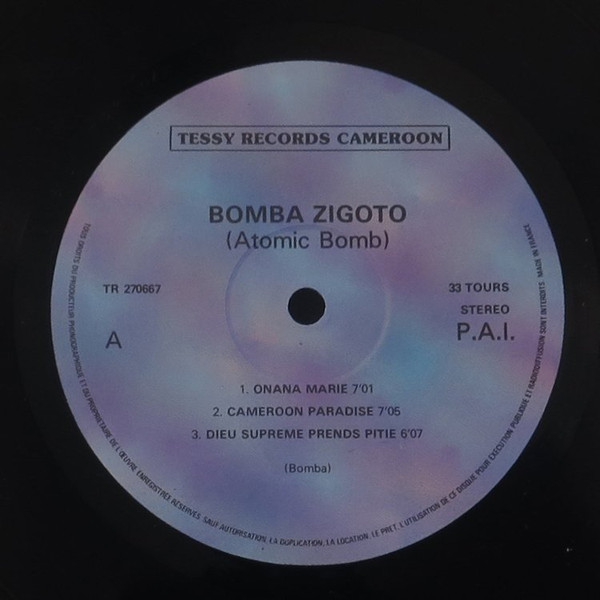 TESSY RECORDS CAMEROON
BOMBA ZIGOTO
(Atomic Bomb)
TR 270667
33 TOURS
STEREO
A
P.A.I.
1. ONANA MARIE 7'01
2. CAMEROON PARADISE 7'05
3. DIEU SUPREME PRENDS PITIE 6'07
(Bomba)
TOUS DROITS DU PRODUCTEUR PHONOGRAPHIQUE ET DU PROPRIETAIRE DE L'ŒUVRE ENREGISTRÉE RÉSERVÉS. SAUF AUTORISATION, LA DUPLICATION, LA LOCATION, LE PRET, L'UTILISATION DE CE DISQUE POUR EXECUTION PUBLIQUE ET RADIODIFFUSION SONT INTERDITS. MADE IN FRANCE